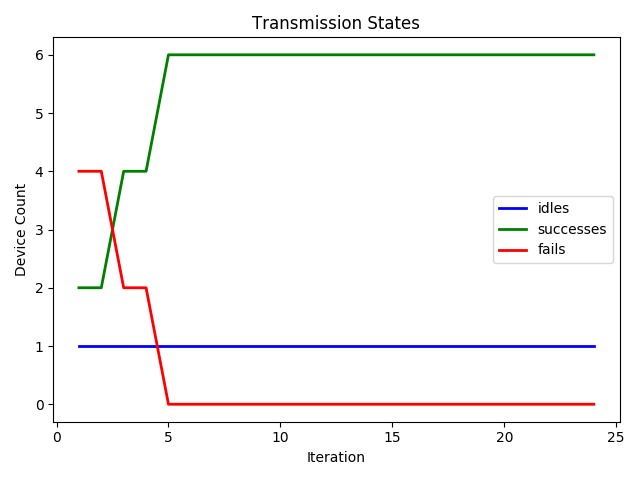 Transmission States
Device Count
6
5
4
3
2
1
0
idles
successes
fails
0 5 10 15 20 25
Iteration